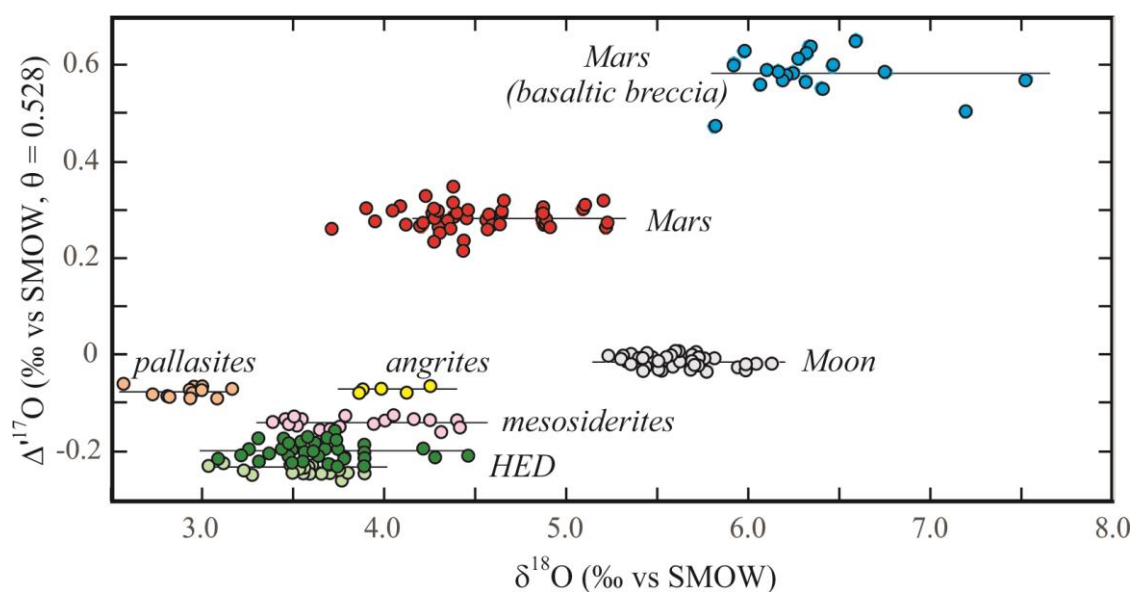 Δ'¹⁷O (‰ vs SMOW, θ = 0.528)
0.6
0.4
0.2
0
-0.2
Mars
(basaltic breccia)
Mars
pallasites
angrites
Moon
mesosiderites
HED
3.0 4.0 5.0 6.0 7.0 8.0
δ¹⁸O (‰ vs SMOW)